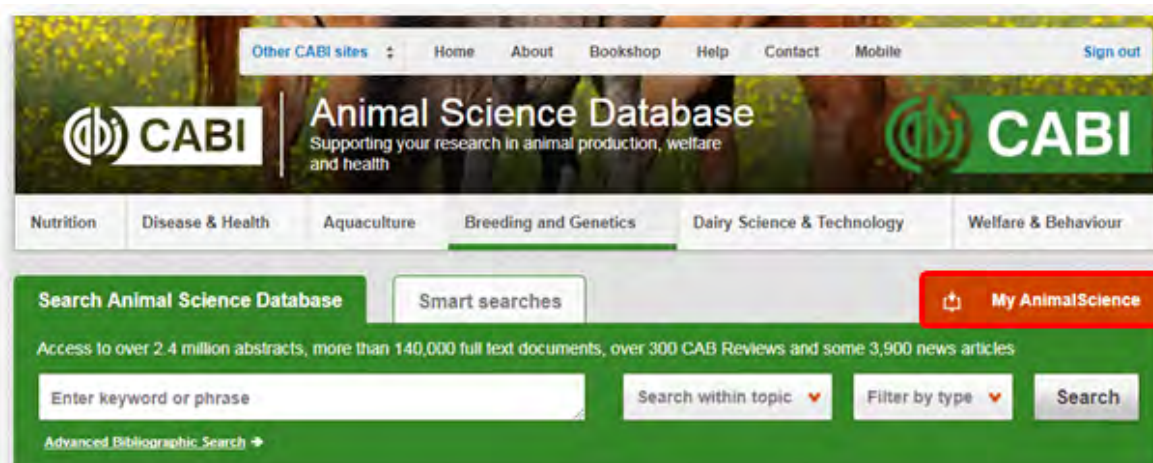 Other CABI sites Home About Bookshop Help Contact Mobile Sign out
CABI
Animal Science Database
Supporting your research in animal production, welfare
and health
CABI
Nutrition Disease & Health Aquaculture Breeding and Genetics Dairy Science & Technology Welfare & Behaviour
Search Animal Science Database Smart searches My AnimalScience
Access to over 2.4 million abstracts, more than 140,000 full text documents, over 300 CAB Reviews and some 3,900 news articles
Enter keyword or phrase Search within topic Filter by type Search
Advanced Bibliographic Search